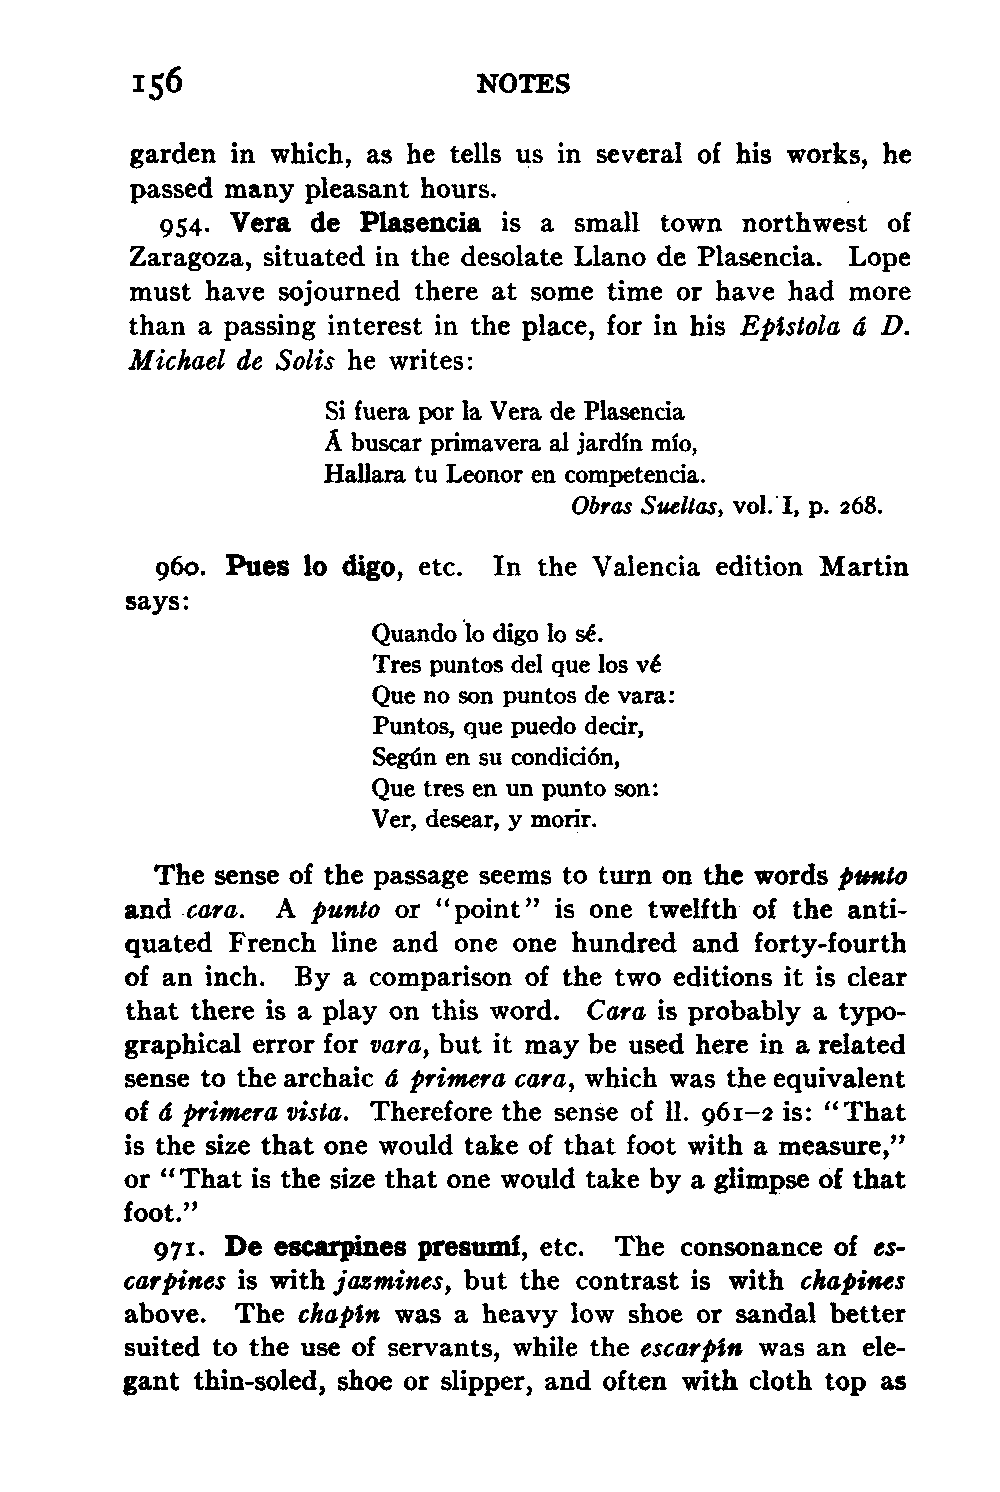 156 NOTES
garden in which, as he tells us in several of his works, he
passed many pleasant hours.
954. Vera de Plasencia is a small town northwest of
Zaragoza, situated in the desolate Llano de Plasencia. Lope
must have sojourned there at some time or have had more
than a passing interest in the place, for in his Epístola á D.
Michael de Solis he writes:
Si fuera por la Vera de Plasencia
Á buscar primavera al jardín mío,
Hallara tu Leonor en competencia.
Obras Sueltas, vol. I, p. 268.
960. Pues lo digo, etc. In the Valencia edition Martin
says:
Quando lo digo lo sé.
Tres puntos del que los vé
Que no son puntos de vara:
Puntos, que puedo decir,
Según en su condición,
Que tres en un punto son:
Ver, desear, y morir.
The sense of the passage seems to turn on the words punto
and cara. A punto or "point" is one twelfth of the anti-
quated French line and one one hundred and forty-fourth
of an inch. By a comparison of the two editions it is clear
that there is a play on this word. Cara is probably a typo-
graphical error for vara, but it may be used here in a related
sense to the archaic á primera cara, which was the equivalent
of á primera vista. Therefore the sense of ll. 961–2 is: "That
is the size that one would take of that foot with a measure,"
or "That is the size that one would take by a glimpse of that
foot."
971. De escarpines presumí, etc. The consonance of es-
carpines is with jazmines, but the contrast is with chapines
above. The chapín was a heavy low shoe or sandal better
suited to the use of servants, while the escarpín was an ele-
gant thin-soled, shoe or slipper, and often with cloth top as